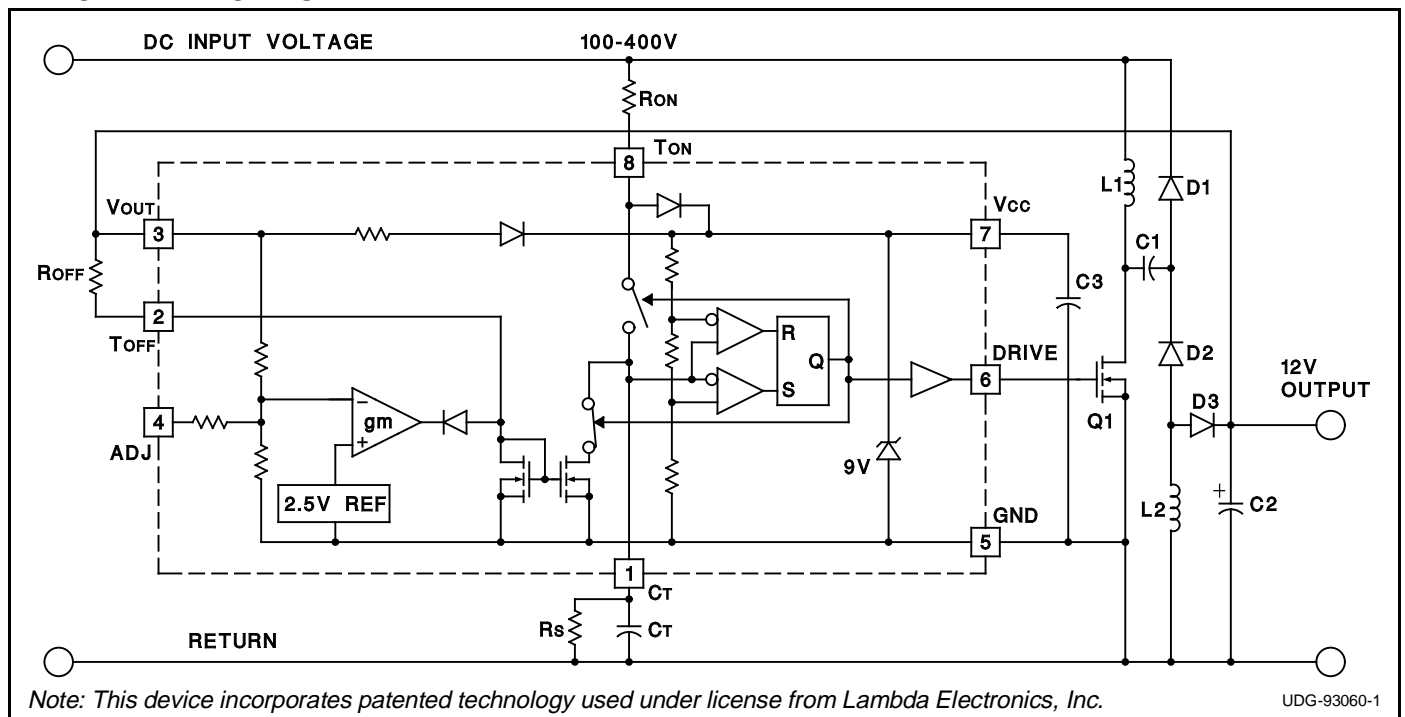 DC INPUT VOLTAGE 100-400V
RON
8 TON
L1 D1
VOUT
3
VCC
7
C1
ROFF
C3
2
TOFF
R
Q
S
DRIVE
6
D2
12V
OUTPUT
D3
Q1
4
ADJ
−
gm
+
2.5V REF
9V
L2
+
C2
GND
5
1
CT
RS
CT
RETURN
Note: This device incorporates patented technology used under license from Lambda Electronics, Inc.
UDG-93060-1